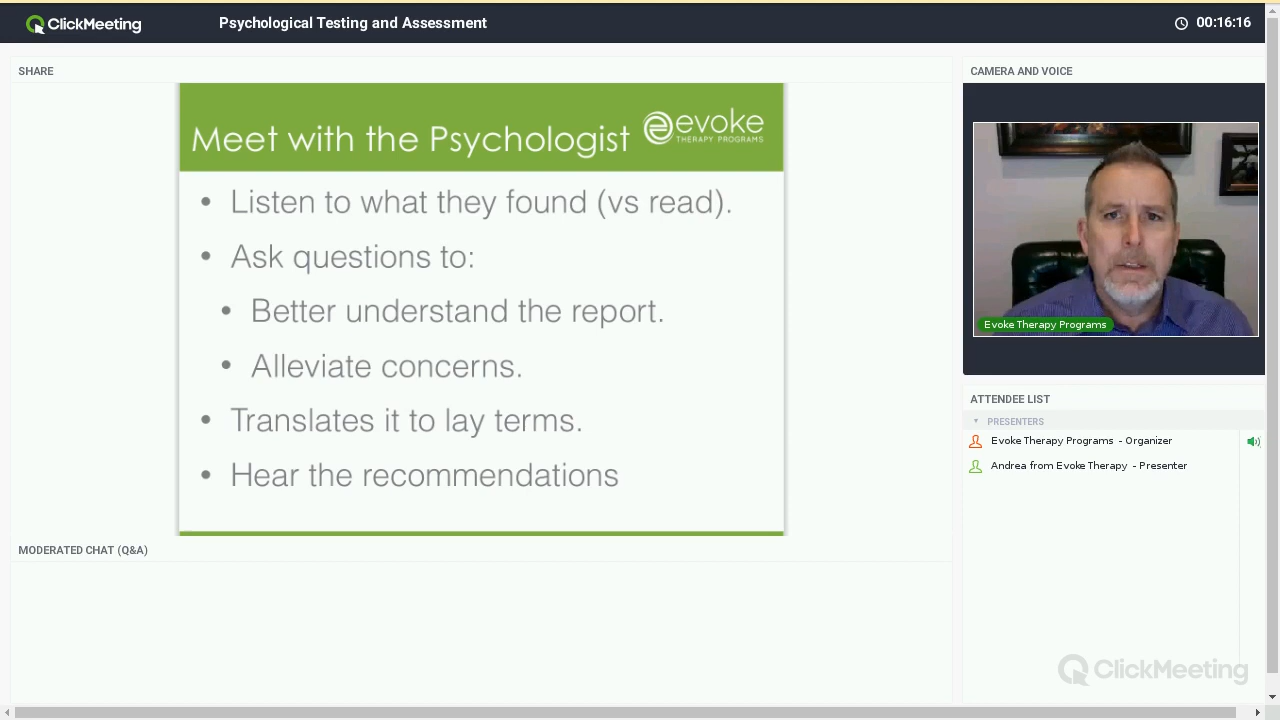 ClickMeeting
Psychological Testing and Assessment
00:16:16
SHARE
Meet with the Psychologist
evoke
THERAPY PROGRAMS
• Listen to what they found (vs read).
• Ask questions to:
• Better understand the report.
• Alleviate concerns.
• Translates it to lay terms.
• Hear the recommendations
MODERATED CHAT (Q&A)
CAMERA AND VOICE
Evoke Therapy Programs
ATTENDEE LIST
PRESENTERS
Evoke Therapy Programs - Organizer
Andrea from Evoke Therapy - Presenter
ClickMeeting